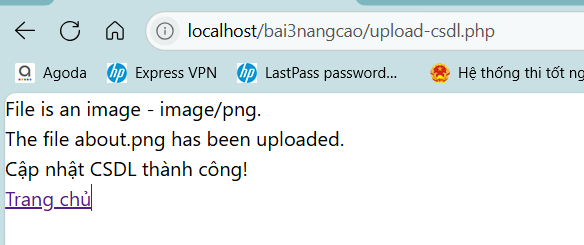 localhost/bai3nangcao/upload-csdl.php
Agoda Express VPN LastPass password... Hệ thống thi tốt ng
File is an image - image/png.
The file about.png has been uploaded.
Cập nhật CSDL thành công!
Trang chủ